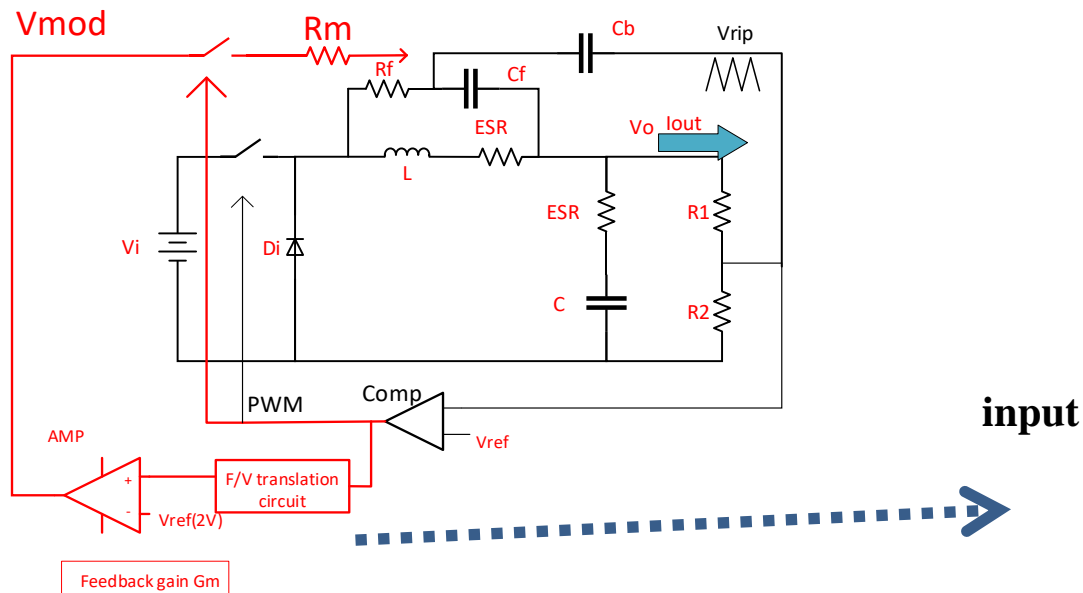 Vmod
Rm
Cb
Vrip
Rf
Cf
ESR
Vo Iout
L
ESR
R1
Vi
Di
C
R2
Comp
PWM
input
AMP
Vref
F/V translation
circuit
+
-
Vref(2V)
Feedback gain Gm